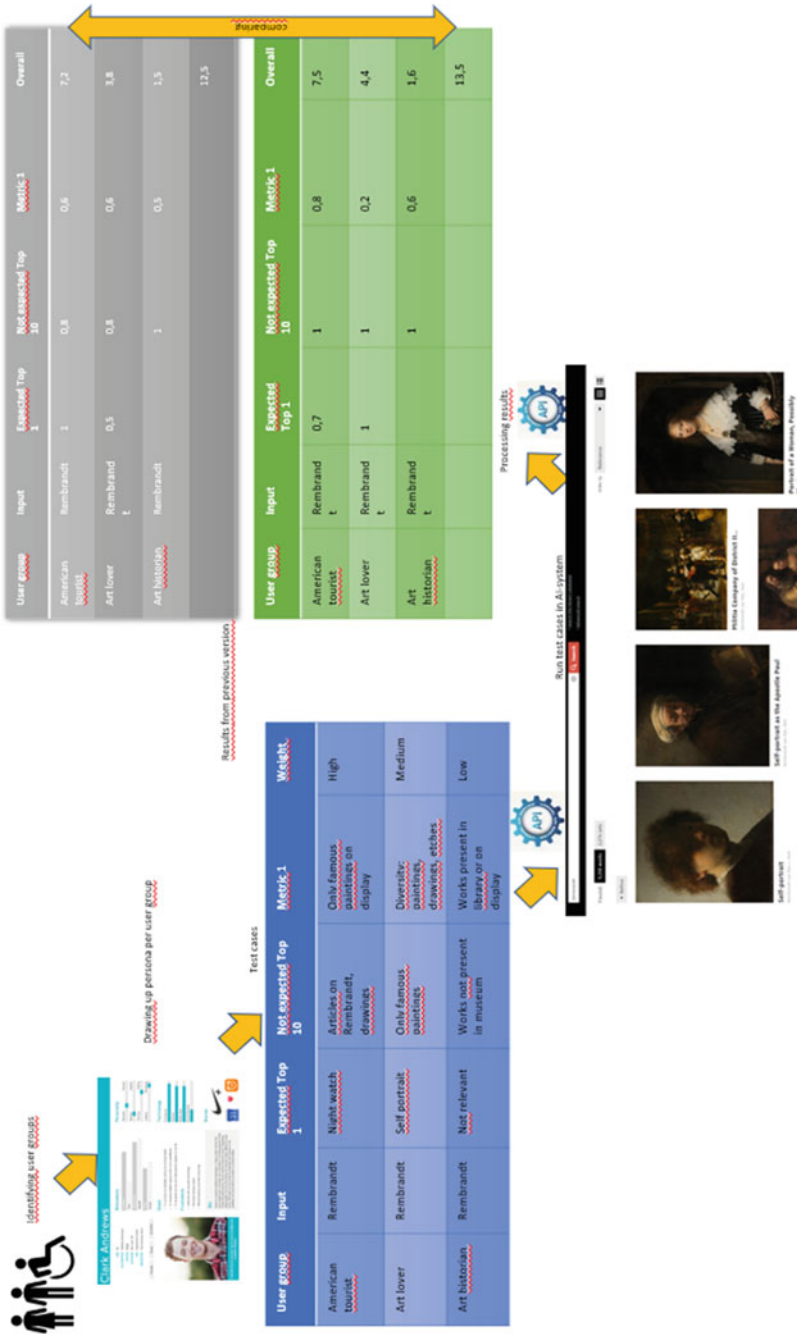 Identifying user groups
Clark Andrews
Drawing up persona per user group
Test cases
User group Input Expected Top 1 Not expected Top 10 Metric 1 Weight
American tourist Rembrandt Night watch Articles on Rembrandt, drawings Only famous paintings on display High
Art lover Rembrandt Self portrait Only famous paintings Diversity: paintings, drawings, etches Medium
Art historian Rembrandt Not relevant Works not present in museum Works present in library or on display Low
API
Run test cases in AI-system
Search
Self-portrait
Self-portrait as the Apostle Paul
Militia Company of District II...
Portrait of a Woman, Possibly
API
Processing results
Results from previous version
User group Input Expected Top 1 Not expected Top 10 Metric 1 Overall
American tourist Rembrandt 1 0,8 0,6 7,2
Art lover Rembrand t 0,5 0,8 0,6 3,8
Art historian Rembrandt 1 0,5 1,5
12,5
comparing
User group Input Expected Top 1 Not expected Top 10 Metric 1 Overall
American tourist Rembrand t 0,7 1 0,8 7,5
Art lover Rembrand t 1 1 0,2 4,4
Art historian Rembrand t 1 0,6 1,6
13,5